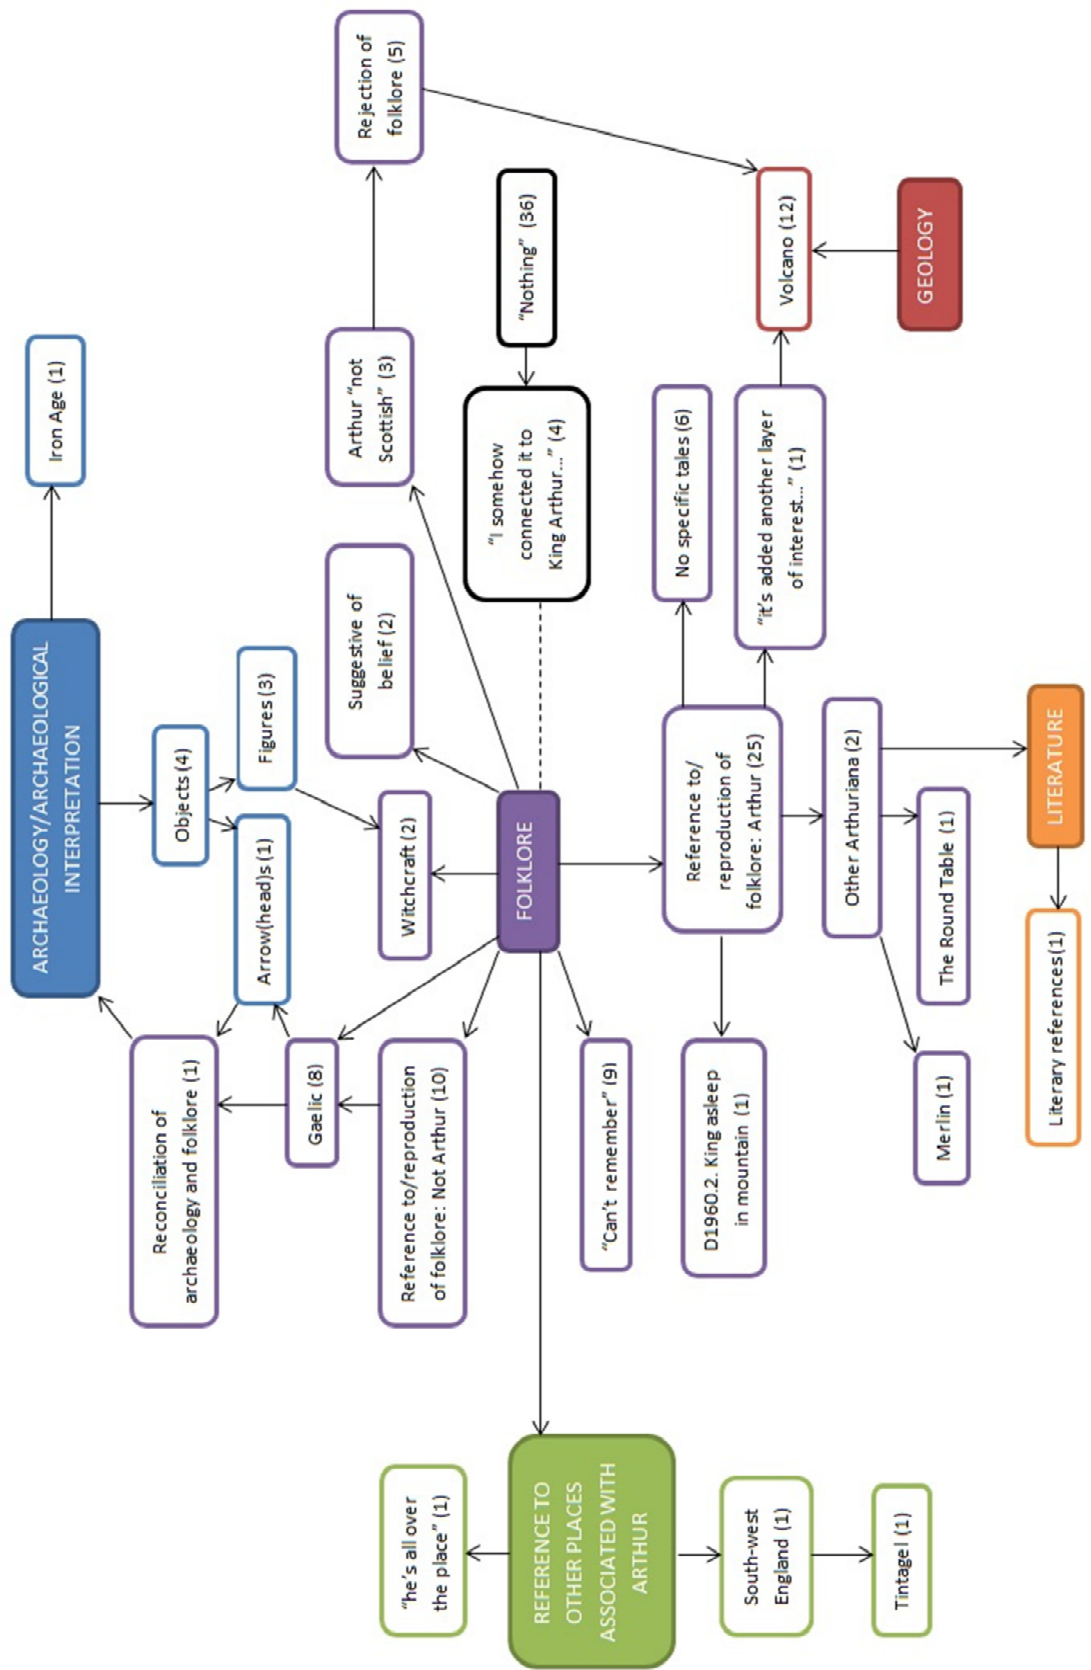 ARCHAEOLOGY/ARCHAEOLOGICAL
INTERPRETATION
Iron Age (1)
Objects (4)
Figures (3)
Arrow(head)s (1)
Reconciliation of
archaeology and folklore (1)
Gaelic (8)
Reference to/reproduction
of folklore: Not Arthur (10)
Witchcraft (2)
Suggestive of
belief (2)
Arthur “not
Scottish” (3)
Rejection of
folklore (5)
“Nothing” (36)
“I somehow
connected it to
King Arthur…” (4)
FOLKLORE
“Can’t remember” (9)
Reference to/
reproduction of
folklore: Arthur (25)
No specific tales (6)
“it’s added another layer
of interest…” (1)
Volcano (12)
GEOLOGY
D1960.2. King asleep
in mountain (1)
Other Arthuriana (2)
The Round Table (1)
Merlin (1)
LITERATURE
Literary references(1)
REFERENCE TO
OTHER PLACES
ASSOCIATED WITH
ARTHUR
“he’s all over
the place” (1)
South-west
England (1)
Tintagel (1)